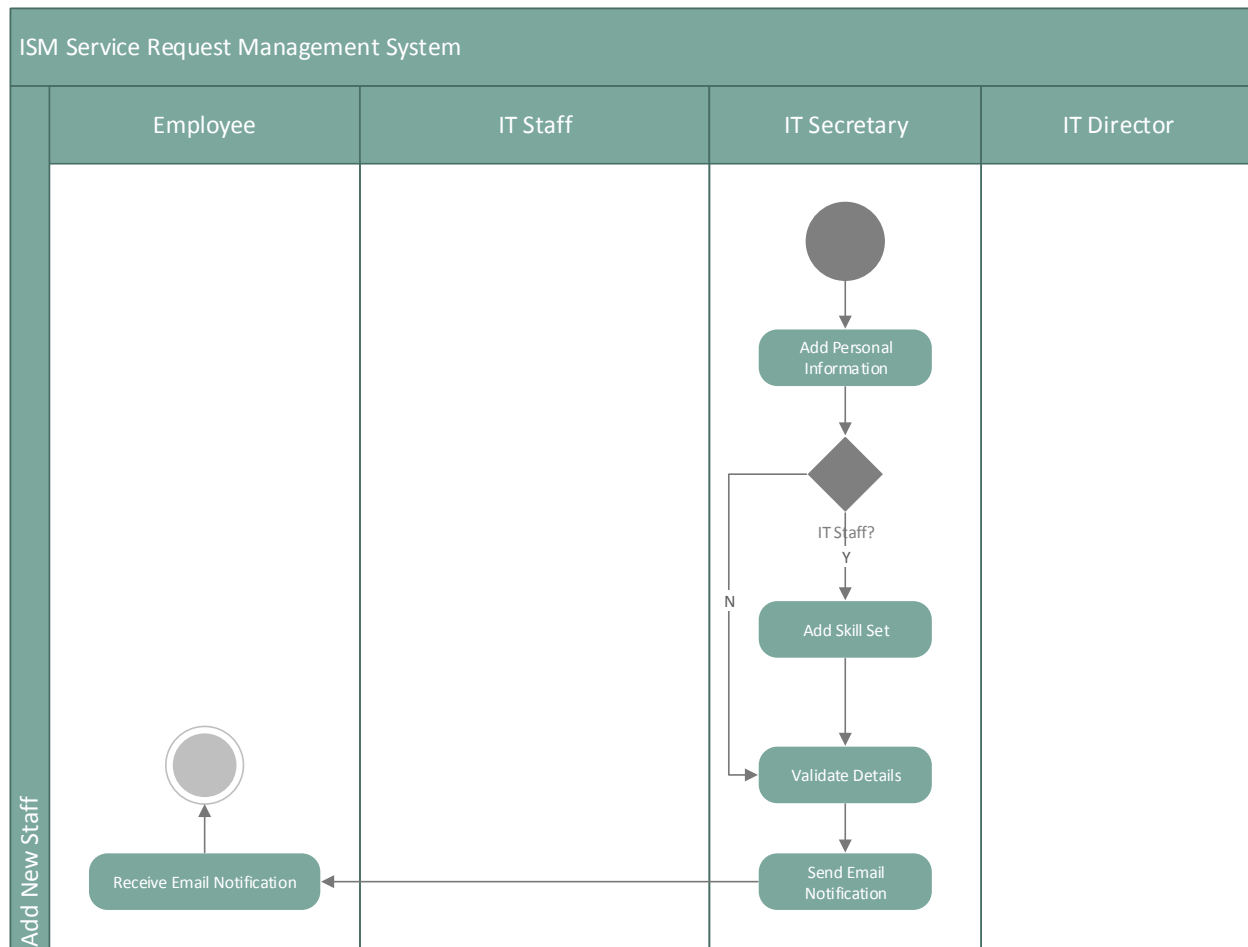 ISM Service Request Management System
Employee
IT Staff
IT Secretary
IT Director
Add New Staff
Add Personal
Information
IT Staff?
Y
N
Add Skill Set
Validate Details
Send Email
Notification
Receive Email Notification